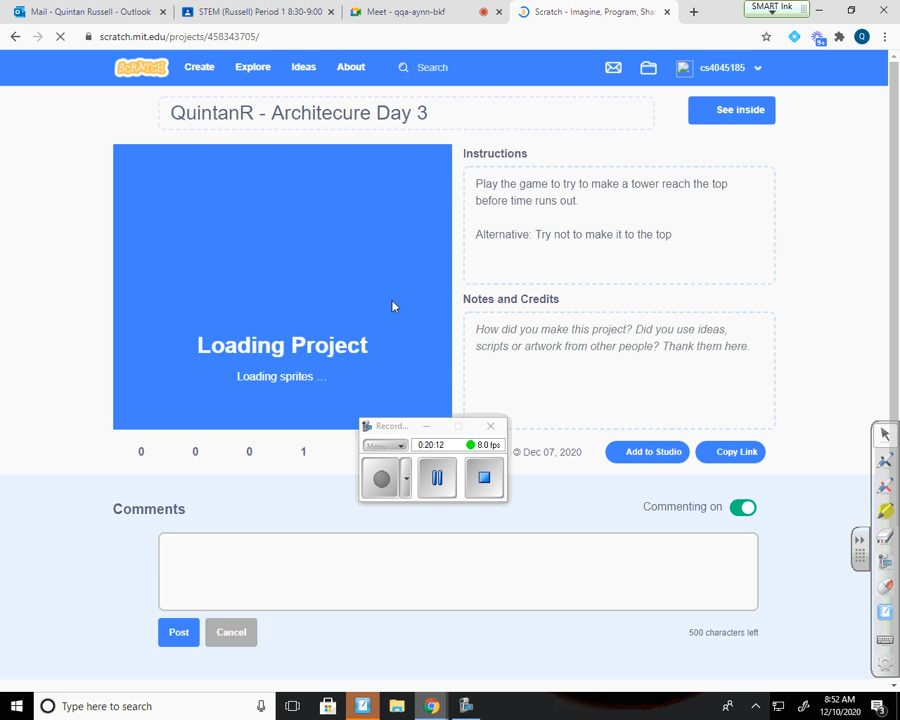 Mail - Quintan Russell - Outlook
STEM (Russell) Period 1 8:30-9:00
Meet - qqa-aynn-bkf
Scratch - Imagine, Program, Sha
SMART Ink
scratch.mit.edu/projects/458343705/
9+
Q
SCRATCH
Create
Explore
Ideas
About
Search
cs4045185
QuintanR - Architecure Day 3
See inside
Instructions
Play the game to try to make a tower reach the top
before time runs out.
Alternative: Try not to make it to the top
Loading Project
Loading sprites ...
Notes and Credits
How did you make this project? Did you use ideas,
scripts or artwork from other people? Thank them here.
Record...
Menu
0:20:12
8.0 fps
0 0 0 1
© Dec 07, 2020
Add to Studio
Copy Link
Comments
Commenting on
Post
Cancel
500 characters left
Type here to search
8:52 AM
12/10/2020
3